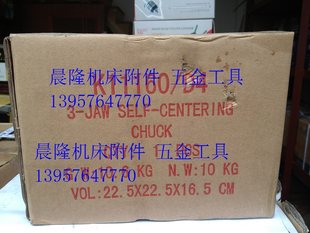 晨隆机床附件 五金工具
K11160/D4
13957647770
3-JAW SELF-CENTERING
CHUCK
晨隆机床附件 五金工具
13957647770
N.W:10 KG
VOL:22.5X22.5X16.5 CM